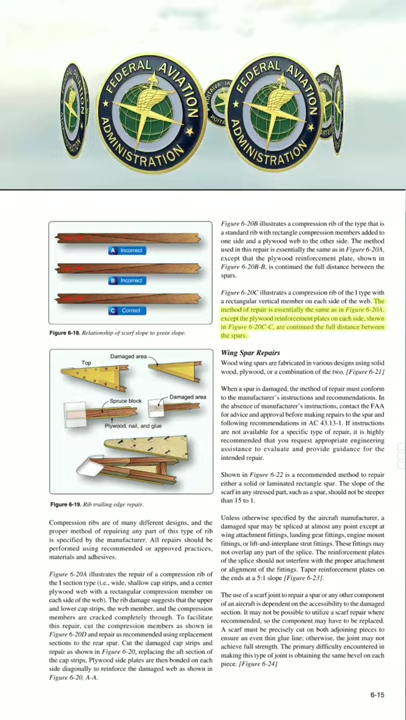 FEDERAL AVIATION
ADMINISTRATION
FEDERAL AVIATION
ADMINISTRATION
A Incorrect
B Incorrect
C Correct
Figure 6-18. Relationship of scarf slope to grain slope.
Top
Damaged area
Spruce block
Damaged area
Plywood, nail, and glue
Figure 6-19. Rib trailing edge repair.
Compression ribs are of many different designs, and the
proper method of repairing any part of this type of rib
is specified by the manufacturer. All repairs should be
performed using recommended or approved practices,
materials and adhesives.
Figure 6-20A illustrates the repair of a compression rib of
the I section type (i.e., wide, shallow cap strips, and a center
plywood web with a rectangular compression member on
each side of the web). The rib damage suggests that the upper
and lower cap strips, the web member, and the compression
members are cracked completely through. To facilitate
this repair, cut the compression members as shown in
Figure 6-20D and repair as recommended using replacement
sections to the rear spar. Cut the damaged cap strips and
repair as shown in Figure 6-20, replacing the aft section of
the cap strips. Plywood side plates are then bonded on each
side diagonally to reinforce the damaged web as shown in
Figure 6-20, A-A.
Figure 6-20B illustrates a compression rib of the type that is
a standard rib with rectangular compression members added to
one side and a plywood web to the other side. The method
used in this repair is essentially the same as in Figure 6-20A,
except that the plywood reinforcement plate, shown in
Figure 6-20B-B, is continued the full distance between the
spars.
Figure 6-20C illustrates a compression rib of the I type with
a rectangular vertical member on each side of the web. The
method of repair is essentially the same as in Figure 6-20A,
except the plywood reinforcement plates on each side, shown
in Figure 6-20C-C, are continued the full distance between
the spars.
Wing Spar Repairs
Wood wing spars are fabricated in various designs using solid
wood, plywood, or a combination of the two. [Figure 6-21]
When a spar is damaged, the method of repair must conform
to the manufacturer's instructions and recommendations. In
the absence of manufacturer's instructions, contact the FAA
for advice and approval before making repairs to the spar and
following recommendations in AC 43.13-1. If instructions
are not available for a specific type of repair, it is highly
recommended that you request appropriate engineering
assistance to evaluate and provide guidance for the
intended repair.
Shown in Figure 6-22 is a recommended method to repair
either a solid or laminated rectangle spar. The slope of the
scarf in any stressed part, such as a spar, should not be steeper
than 15 to 1.
Unless otherwise specified by the aircraft manufacturer, a
damaged spar may be spliced at almost any point except at
wing attachment fittings, landing gear fittings, engine mount
fittings, or lift-and-interplane strut fittings. These fittings may
not overlap any part of the splice. The reinforcement plates
of the splice should not interfere with the proper attachment
or alignment of the fittings. Taper reinforcement plates on
the ends at a 5:1 slope [Figure 6-23].
The use of a scarf joint to repair a spar or any other component
of an aircraft is dependent on the accessibility to the damaged
section. It may not be possible to utilize a scarf repair where
recommended, so the component may have to be replaced.
A scarf must be precisely cut on both adjoining pieces to
ensure an even thin glue line; otherwise, the joint may not
achieve full strength. The primary difficulty encountered in
making this type of joint is obtaining the same bevel on each
piece. [Figure 6-24]
6-15